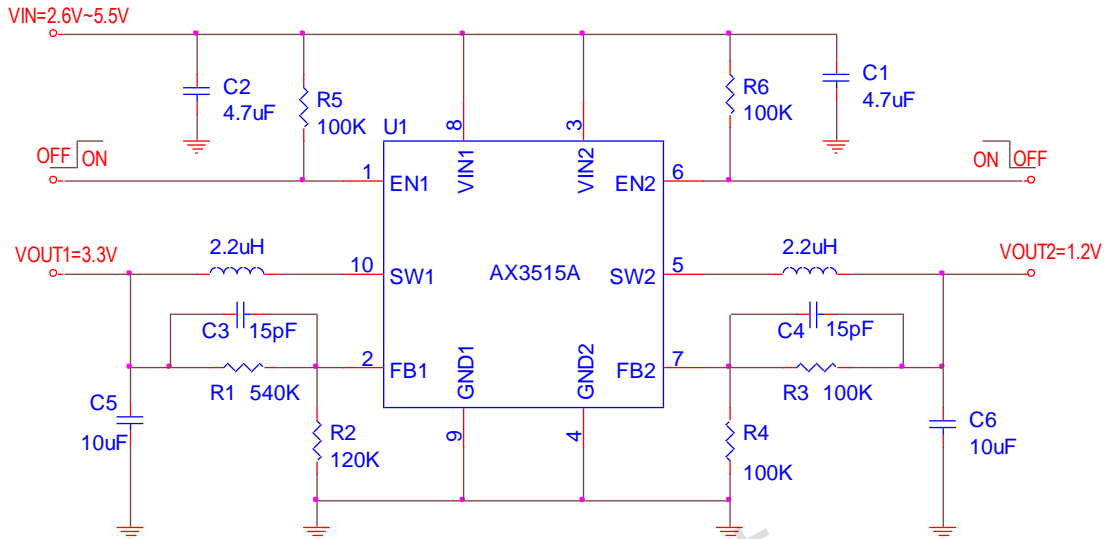 VIN=2.6V~5.5V
C2
4.7uF
R5
100K
U1
8
VIN1
3
VIN2
R6
100K
C1
4.7uF
OFF
ON
1
EN1
EN2
6
ON
OFF
VOUT1=3.3V
2.2uH
10
SW1
AX3515A
SW2
5
2.2uH
VOUT2=1.2V
C3
15pF
C4
15pF
2
FB1
GND1
GND2
FB2
7
R1
540K
R3
100K
C5
10uF
R2
120K
9
4
R4
100K
C6
10uF